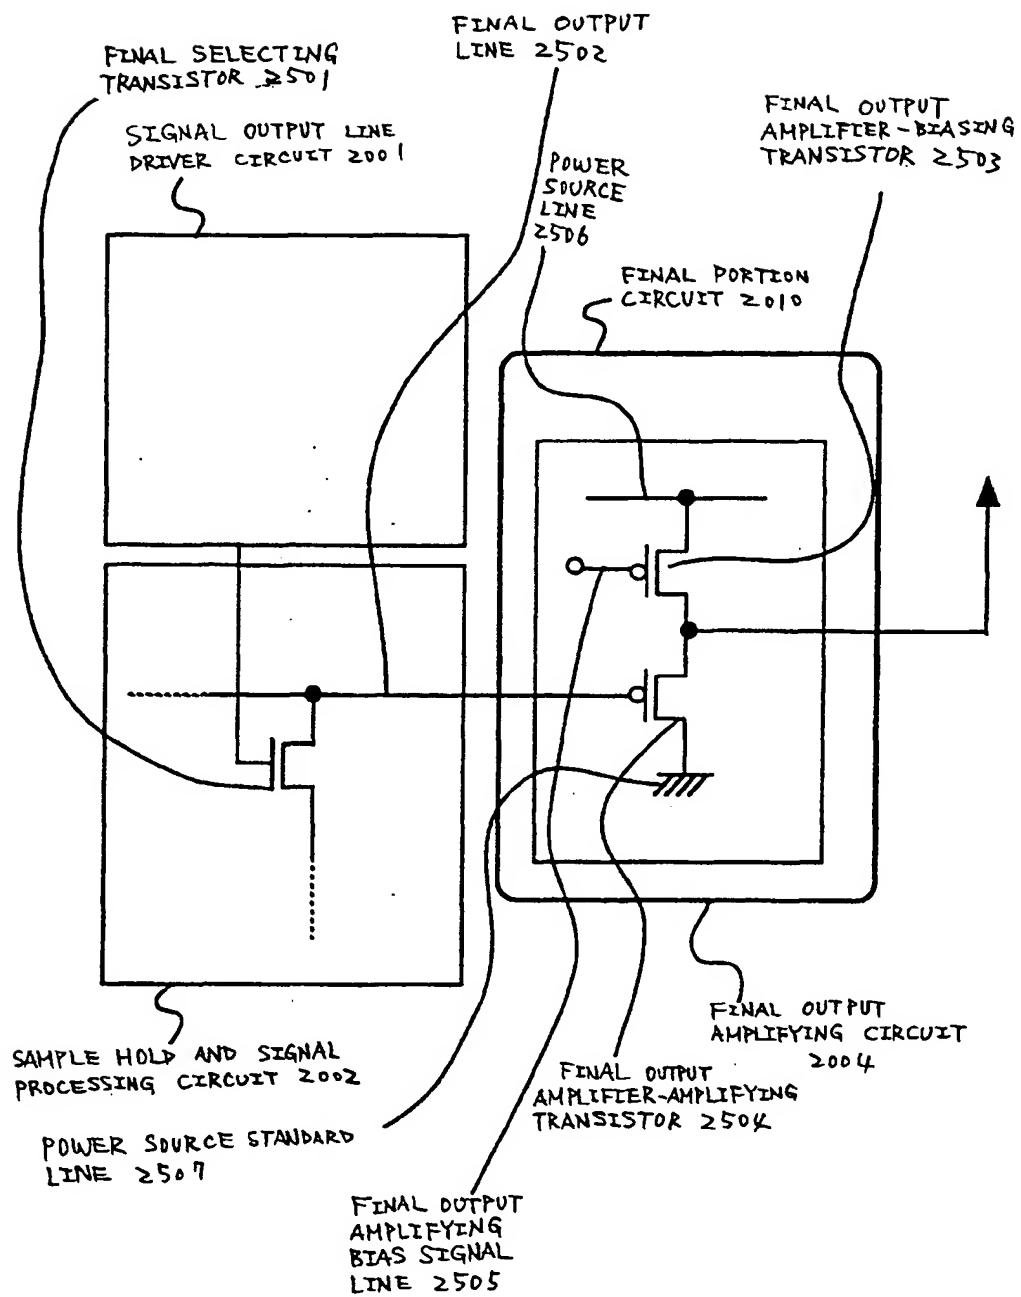 FINAL OUTPUT
LINE 2502
FINAL SELECTING
TRANSISTOR 2501
FINAL OUTPUT
AMPLIFIER-BIASING
TRANSISTOR 2503
SIGNAL OUTPUT LINE
DRIVER CIRCUIT 2001
POWER
SOURCE
LINE
2506
FINAL PORTION
CIRCUIT 2010
FINAL OUTPUT
AMPLIFYING CIRCUIT
2004
SAMPLE HOLD AND SIGNAL
PROCESSING CIRCUIT 2002
FINAL OUTPUT
AMPLIFIER-AMPLIFYING
TRANSISTOR 2504
POWER SOURCE STANDARD
LINE 2507
FINAL OUTPUT
AMPLIFYING
BIAS SIGNAL
LINE 2505